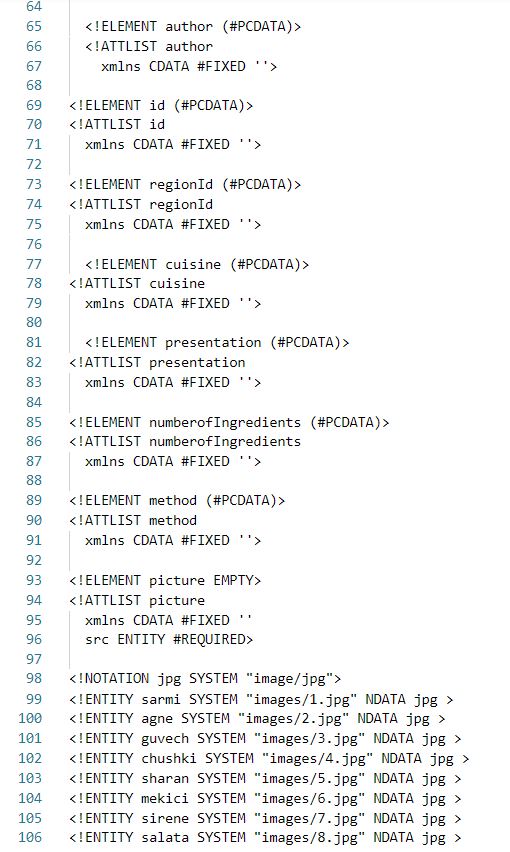 64
65 <!ELEMENT author (#PCDATA)>
66 <!ATTLIST author
67 xmlns CDATA #FIXED ''>
68
69 <!ELEMENT id (#PCDATA)>
70 <!ATTLIST id
71 xmlns CDATA #FIXED ''>
72
73 <!ELEMENT regionId (#PCDATA)>
74 <!ATTLIST regionId
75 xmlns CDATA #FIXED ''>
76
77 <!ELEMENT cuisine (#PCDATA)>
78 <!ATTLIST cuisine
79 xmlns CDATA #FIXED ''>
80
81 <!ELEMENT presentation (#PCDATA)>
82 <!ATTLIST presentation
83 xmlns CDATA #FIXED ''>
84
85 <!ELEMENT numberofIngredients (#PCDATA)>
86 <!ATTLIST numberofIngredients
87 xmlns CDATA #FIXED ''>
88
89 <!ELEMENT method (#PCDATA)>
90 <!ATTLIST method
91 xmlns CDATA #FIXED ''>
92
93 <!ELEMENT picture EMPTY>
94 <!ATTLIST picture
95 xmlns CDATA #FIXED ''
96 src ENTITY #REQUIRED>
97
98 <!NOTATION jpg SYSTEM "image/jpg">
99 <!ENTITY sarmi SYSTEM "images/1.jpg" NDATA jpg >
100 <!ENTITY agne SYSTEM "images/2.jpg" NDATA jpg >
101 <!ENTITY guvech SYSTEM "images/3.jpg" NDATA jpg >
102 <!ENTITY chushki SYSTEM "images/4.jpg" NDATA jpg >
103 <!ENTITY sharan SYSTEM "images/5.jpg" NDATA jpg >
104 <!ENTITY mekici SYSTEM "images/6.jpg" NDATA jpg >
105 <!ENTITY sirene SYSTEM "images/7.jpg" NDATA jpg >
106 <!ENTITY salata SYSTEM "images/8.jpg" NDATA jpg >